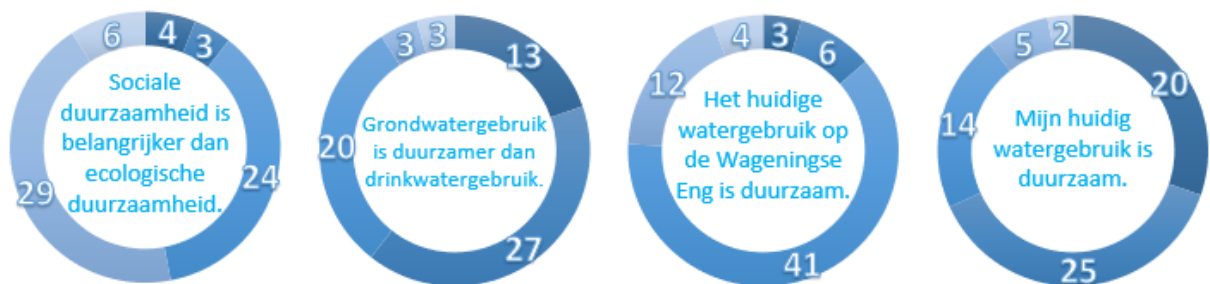 6
4
3
Sociale
duurzaamheid is
belangrijker dan
ecologische
duurzaamheid.
29
24
3
3
13
Grondwatergebruik
is duurzamer dan
drinkwatergebruik.
20
27
4
3
6
12
Het huidige
watergebruik op
de Wageningse
Eng is duurzaam.
41
5
2
20
14
Mijn huidig
watergebruik is
duurzaam.
25